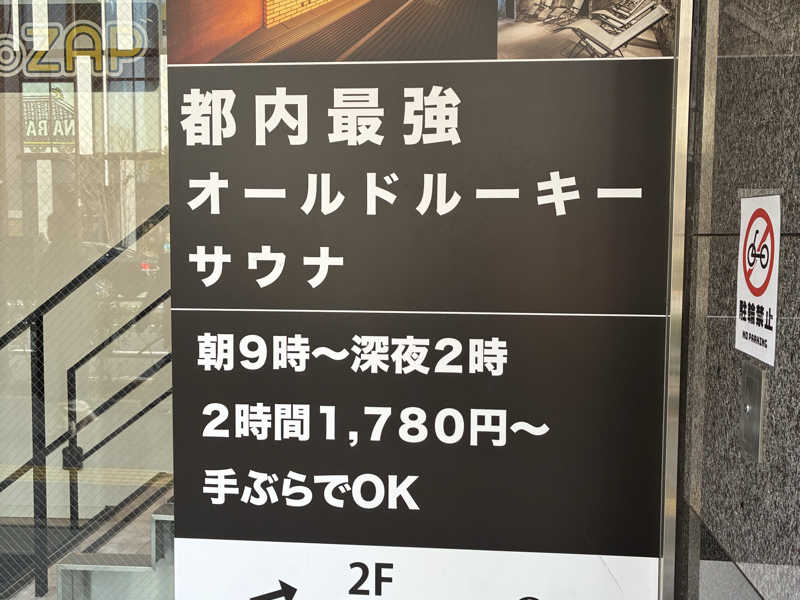 ZAP
都内最強
オールドルーキー
サウナ
朝9時〜深夜2時
2時間1,780円〜
手ぶらでOK
2F
駐輪禁止
NO PARKING